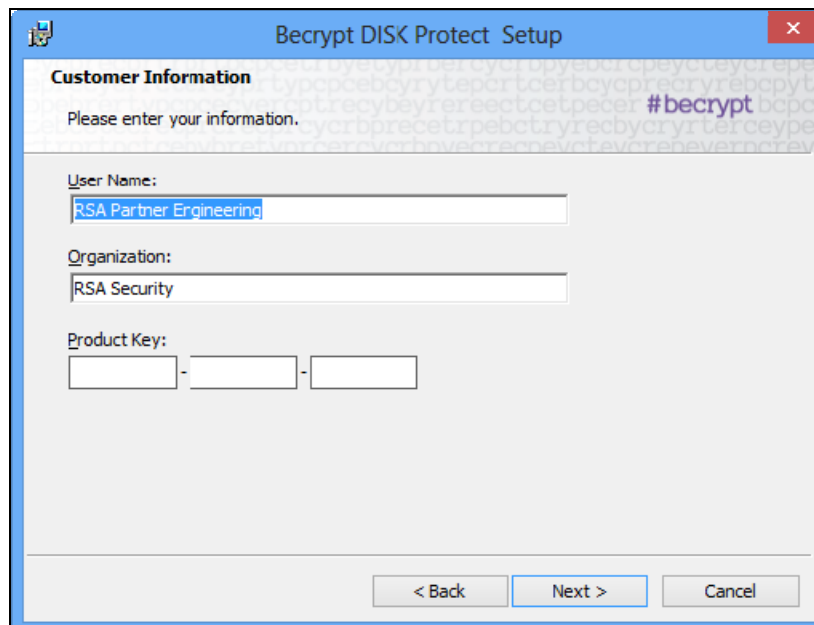 Becrypt DISK Protect Setup
Customer Information
Please enter your information.
#becrypt
User Name:
RSA Partner Engineering
Organization:
RSA Security
Product Key:
- -
< Back Next > Cancel